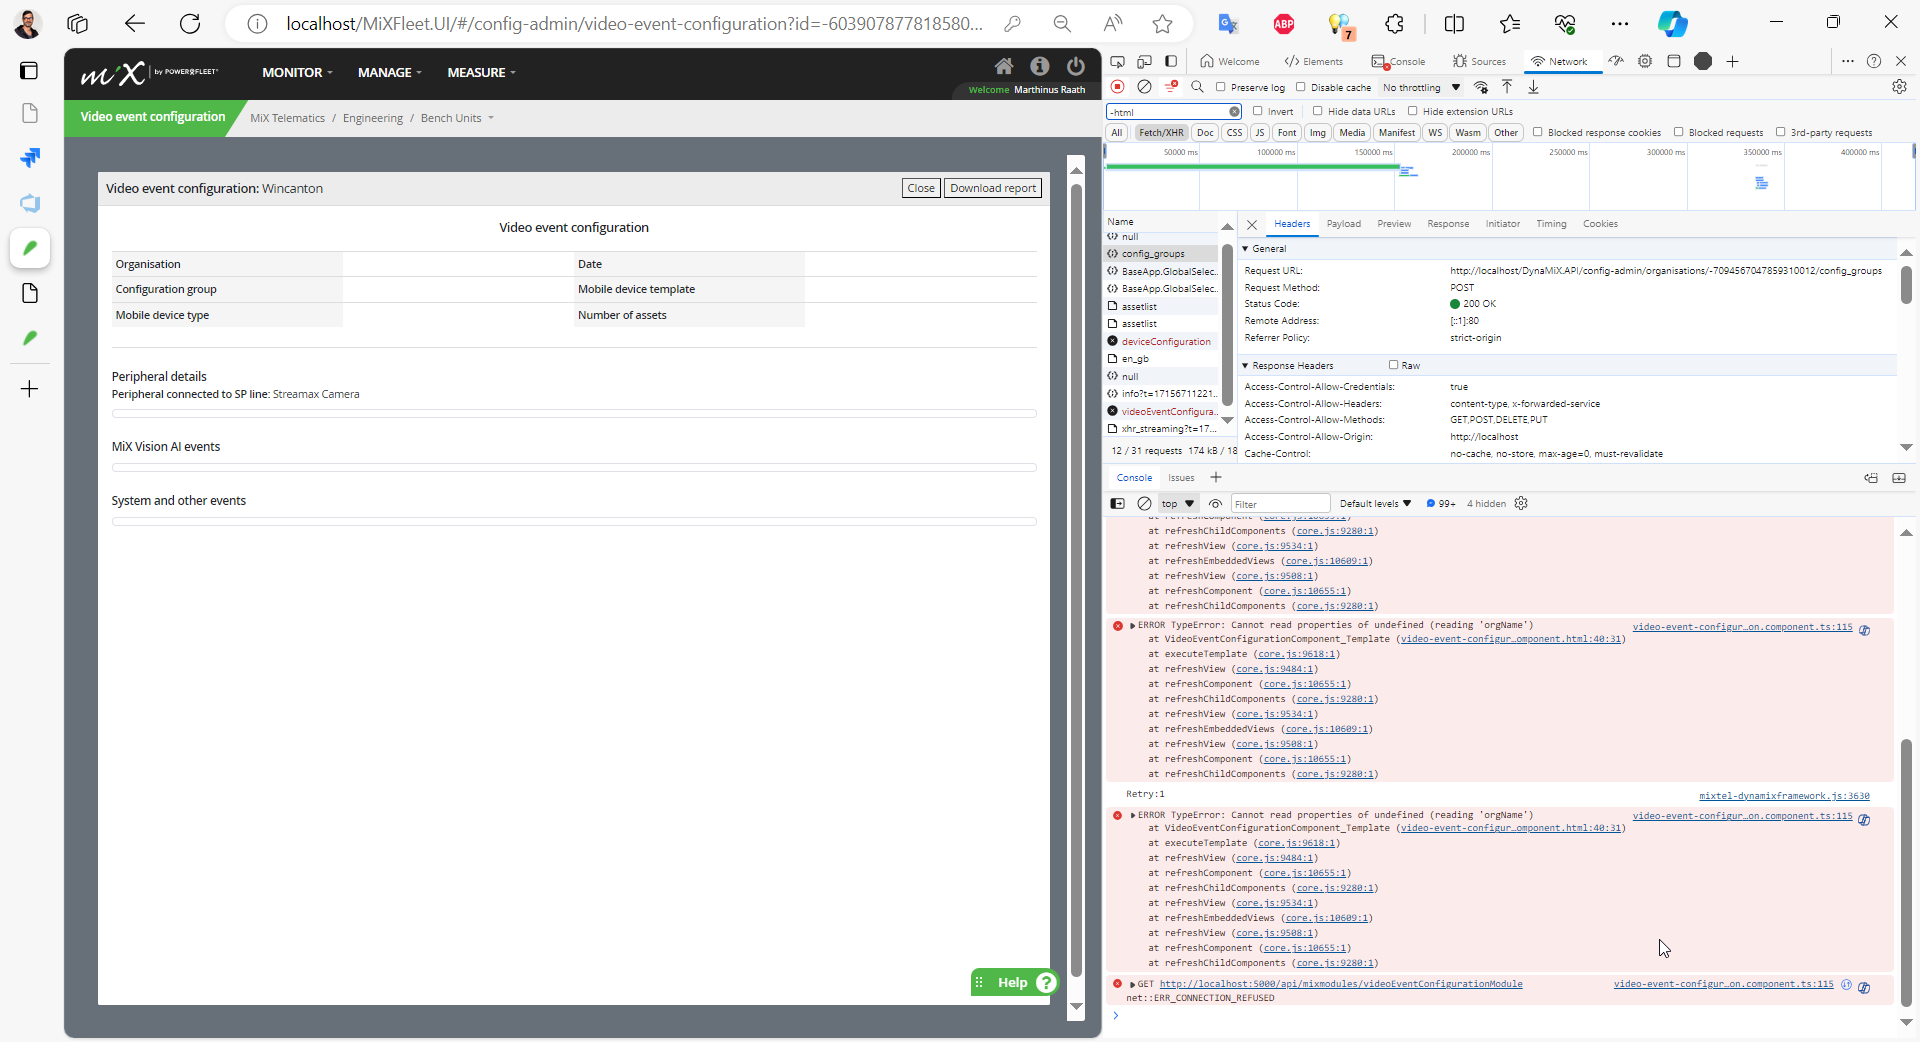 localhost/MiXFleet.UI/#/config-admin/video-event-configuration?id=-603907877818580...
ABP
7
miX by POWERFLEET
MONITOR
MANAGE
MEASURE
Welcome Marthinus Raath
Video event configuration
MiX Telematics / Engineering / Bench Units
Video event configuration: Wincanton
Close
Download report
Video event configuration
Organisation
Date
Configuration group
Mobile device template
Mobile device type
Number of assets
Peripheral details
Peripheral connected to SP line: Streamax Camera
MiX Vision AI events
System and other events
Help ?
Welcome
Elements
Console
Sources
Network
Preserve log
Disable cache
No throttling
-html
Invert
Hide data URLs
Hide extension URLs
All
Fetch/XHR
Doc
CSS
JS
Font
Img
Media
Manifest
WS
Wasm
Other
Blocked response cookies
Blocked requests
3rd-party requests
50000 ms
100000 ms
150000 ms
200000 ms
250000 ms
300000 ms
350000 ms
400000 ms
Name
null
config_groups
BaseApp.GlobalSelec...
BaseApp.GlobalSelec...
assetlist
assetlist
deviceConfiguration
en_gb
null
info?t=17156711221...
videoEventConfigura...
xhr_streaming?t=17...
12 / 31 requests 174 kB / 18
Headers
Payload
Preview
Response
Initiator
Timing
Cookies
General
Request URL: http://localhost/DynaMiX.API/config-admin/organisations/-7094567047859310012/config_groups
Request Method: POST
Status Code: 200 OK
Remote Address: [::1]:80
Referrer Policy: strict-origin
Response Headers
Raw
Access-Control-Allow-Credentials: true
Access-Control-Allow-Headers: content-type, x-forwarded-service
Access-Control-Allow-Methods: GET,POST,DELETE,PUT
Access-Control-Allow-Origin: http://localhost
Cache-Control: no-cache, no-store, max-age=0, must-revalidate
Console
Issues
top
Filter
Default levels
99+
4 hidden
at refreshComponent (core.js:10655:1)
at refreshChildComponents (core.js:9280:1)
at refreshView (core.js:9534:1)
at refreshEmbeddedViews (core.js:10609:1)
at refreshView (core.js:9508:1)
at refreshComponent (core.js:10655:1)
at refreshChildComponents (core.js:9280:1)
ERROR TypeError: Cannot read properties of undefined (reading 'orgName') video-event-configur…on.component.ts:115
at VideoEventConfigurationComponent_Template (video-event-configur…omponent.html:40:31)
at executeTemplate (core.js:9618:1)
at refreshView (core.js:9484:1)
at refreshComponent (core.js:10655:1)
at refreshChildComponents (core.js:9280:1)
at refreshView (core.js:9534:1)
at refreshEmbeddedViews (core.js:10609:1)
at refreshView (core.js:9508:1)
at refreshComponent (core.js:10655:1)
at refreshChildComponents (core.js:9280:1)
Retry:1 mixtel-dynamixframework.js:3630
ERROR TypeError: Cannot read properties of undefined (reading 'orgName') video-event-configur…on.component.ts:115
at VideoEventConfigurationComponent_Template (video-event-configur…omponent.html:40:31)
at executeTemplate (core.js:9618:1)
at refreshView (core.js:9484:1)
at refreshComponent (core.js:10655:1)
at refreshChildComponents (core.js:9280:1)
at refreshView (core.js:9534:1)
at refreshEmbeddedViews (core.js:10609:1)
at refreshView (core.js:9508:1)
at refreshComponent (core.js:10655:1)
at refreshChildComponents (core.js:9280:1)
GET http://localhost:5000/api/mixmodules/videoEventConfigurationModule video-event-configur…on.component.ts:115
net::ERR_CONNECTION_REFUSED